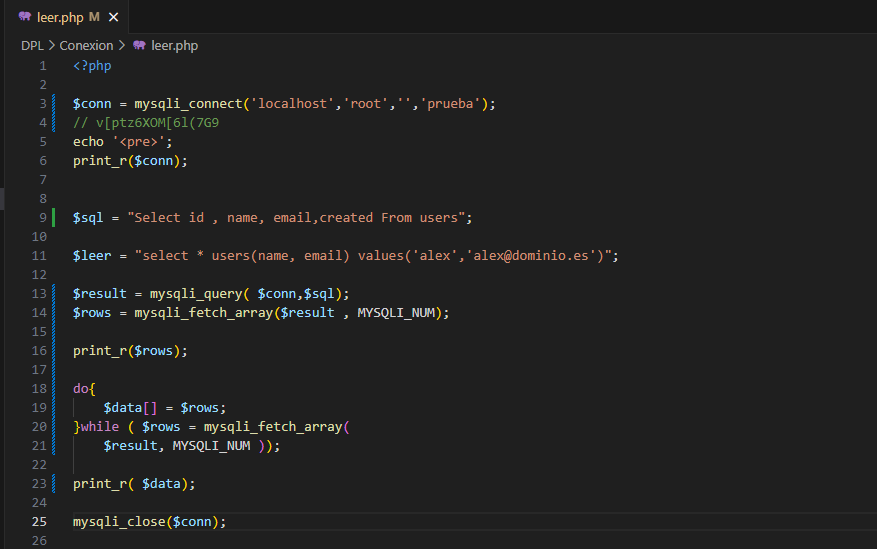 leer.php M ×
DPL > Conexion > leer.php
1 <?php
2
3 $conn = mysqli_connect('localhost','root','','prueba');
4 // v[ptz6XOM[6l(7G9
5 echo '<pre>';
6 print_r($conn);
7
8
9 $sql = "Select id , name, email,created From users";
10
11 $leer = "select * users(name, email) values('alex','alex@dominio.es')";
12
13 $result = mysqli_query( $conn,$sql);
14 $rows = mysqli_fetch_array($result , MYSQLI_NUM);
15
16 print_r($rows);
17
18 do{
19     $data[] = $rows;
20 }while ( $rows = mysqli_fetch_array(
21     $result, MYSQLI_NUM ));
22
23 print_r( $data);
24
25 mysqli_close($conn);
26